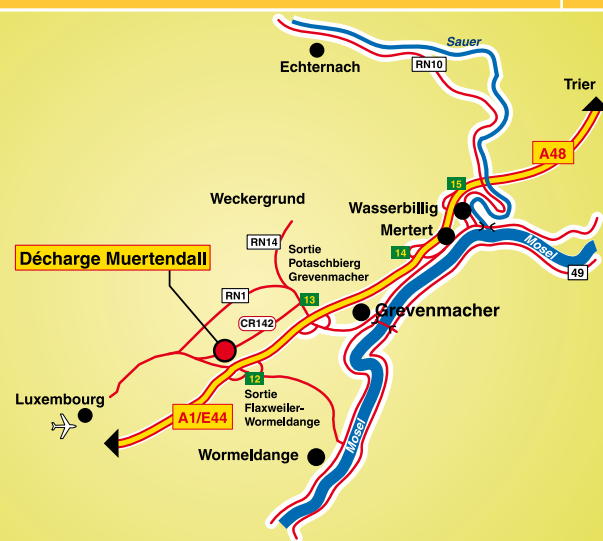 Sauer
Echternach
RN10
Trier
A48
15
Weckergrund
Wasserbillig
Mertert
RN14
Sortie
Potaschbierg
Grevenmacher
14
Mosel
49
Décharge Muertendall
RN1
13
CR142
Grevenmacher
12
Luxembourg
Sortie
Flaxweiler-
Wormeldange
A1/E44
Mosel
Wormeldange